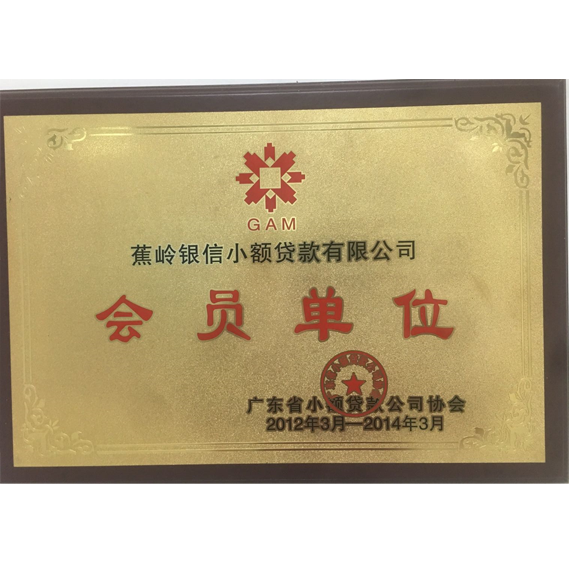 GAM
蕉岭银信小额贷款有限公司
会员单位
广东省小额贷款公司协会
2012年3月—2014年3月